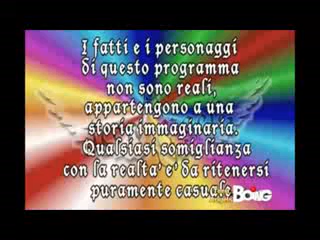 I fatti e i personaggi
di questo programma
non sono reali,
appartengono a una
storia immaginaria.
Qualsiasi somiglianza
con la realta' e' da ritenersi
puramente casuale.
BOING